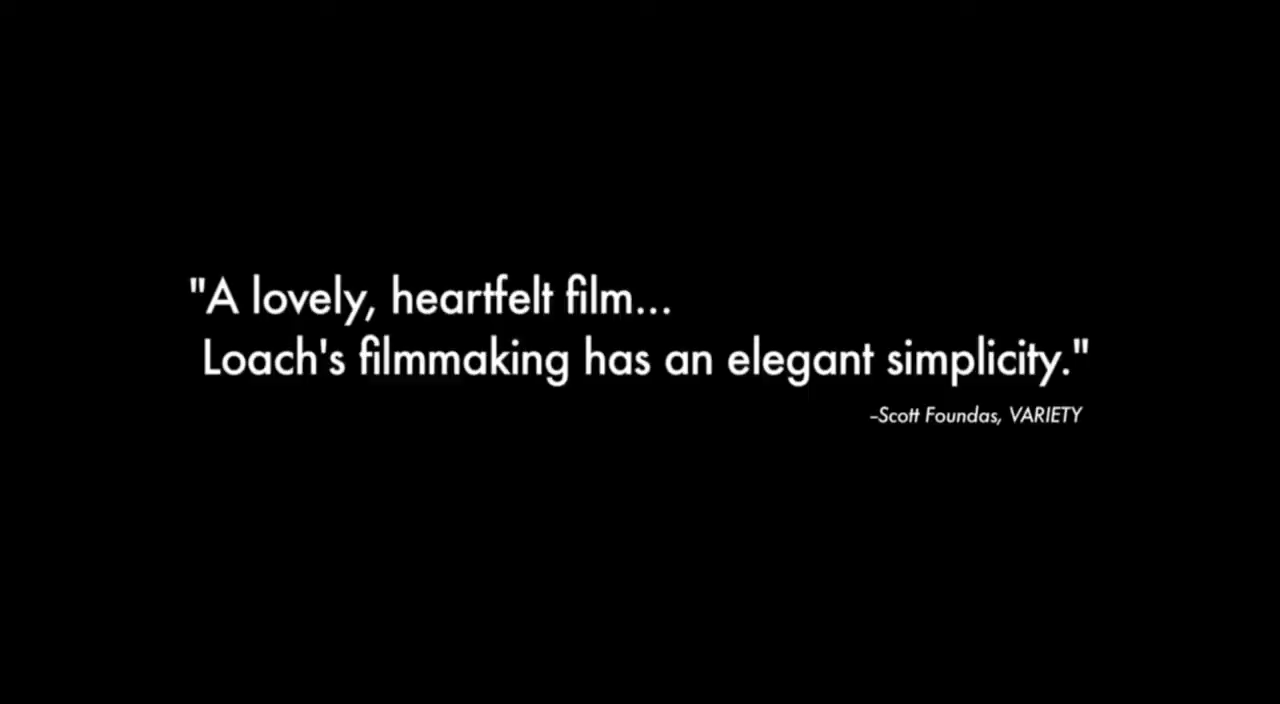 "A lovely, heartfelt film...
Loach's filmmaking has an elegant simplicity."
–Scott Foundas, VARIETY